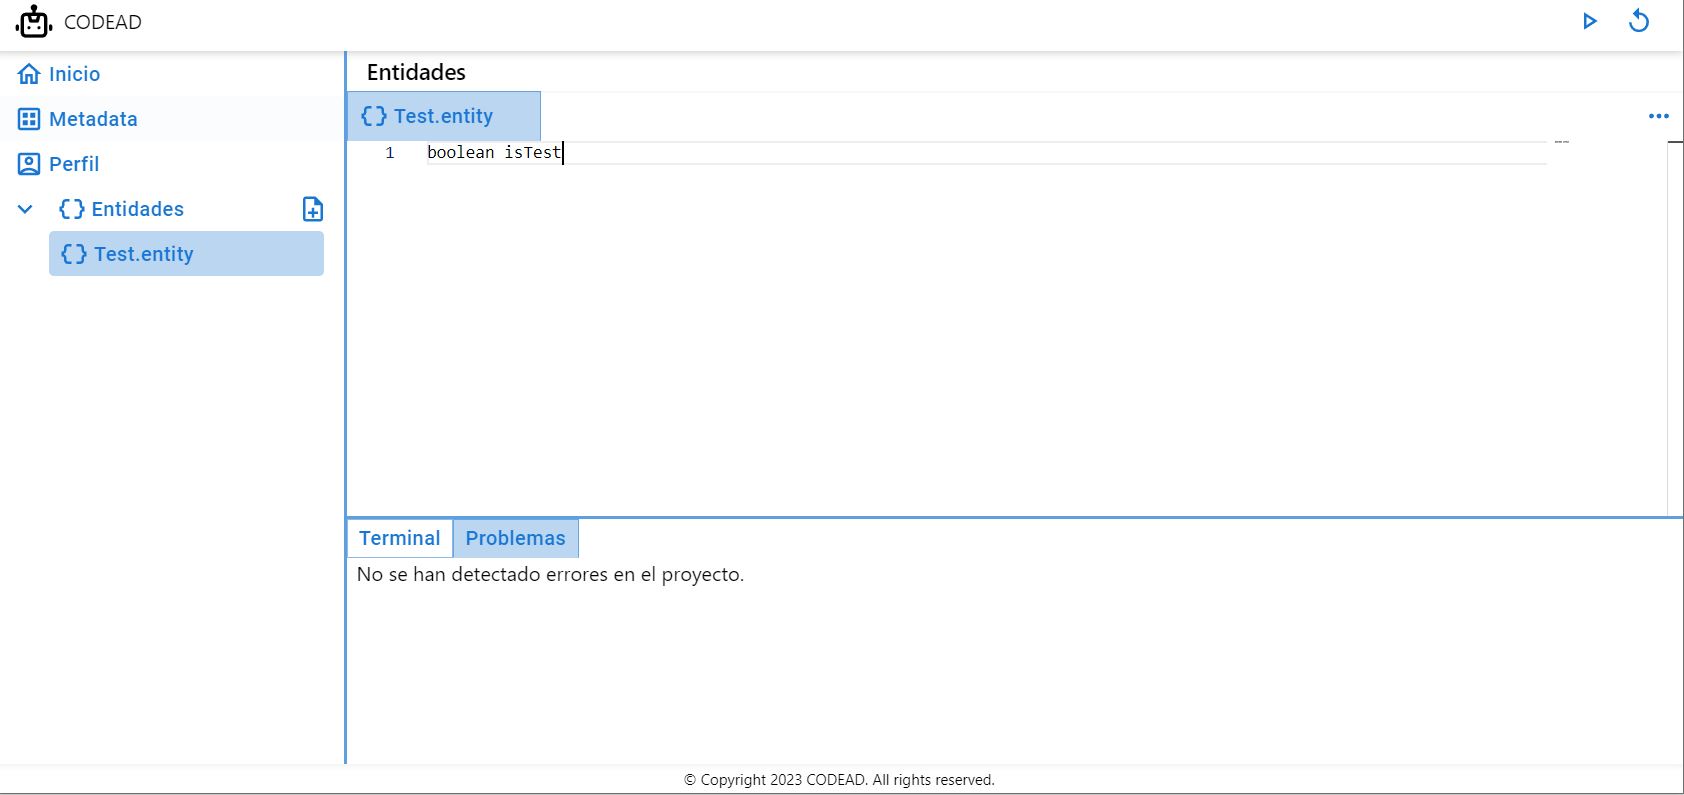 CODEAD
Inicio
Metadata
Perfil
Entidades
Test.entity
Entidades
Test.entity
1 boolean isTest
Terminal Problemas
No se han detectado errores en el proyecto.
© Copyright 2023 CODEAD. All rights reserved.